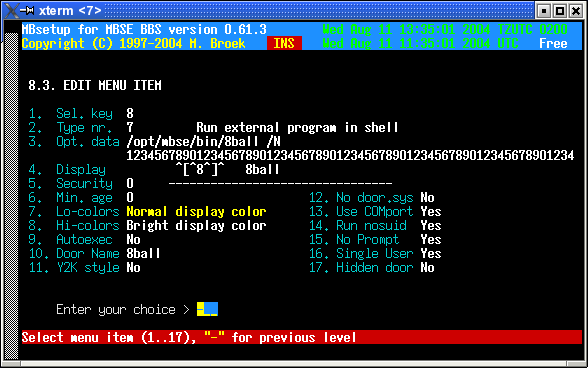 xterm <7>
MBsetup for MBSE BBS version 0.61.3 Wed Aug 11 13:35:01 2004 TZUTC 0200
Copyright (C) 1997-2004 M. Broek INS Wed Aug 11 11:35:01 2004 UTC Free
8.3. EDIT MENU ITEM
1. Sel. key 8
2. Type nr. 7 Run external program in shell
3. Opt. data /opt/mbse/bin/8ball /N
1234567890123456789012345678901234567890123456789012345678901234
4. Display ^[^8^]^ 8ball
5. Security 0 --------------------------------
6. Min. age 0 12. No door.sys No
7. Lo-colors Normal display color 13. Use COMport Yes
8. Hi-colors Bright display color 14. Run nosuid Yes
9. Autoexec No 15. No Prompt Yes
10. Door Name 8ball 16. Single User Yes
11. Y2K style No 17. Hidden door No
Enter your choice > -
Select menu item (1..17), "-" for previous level